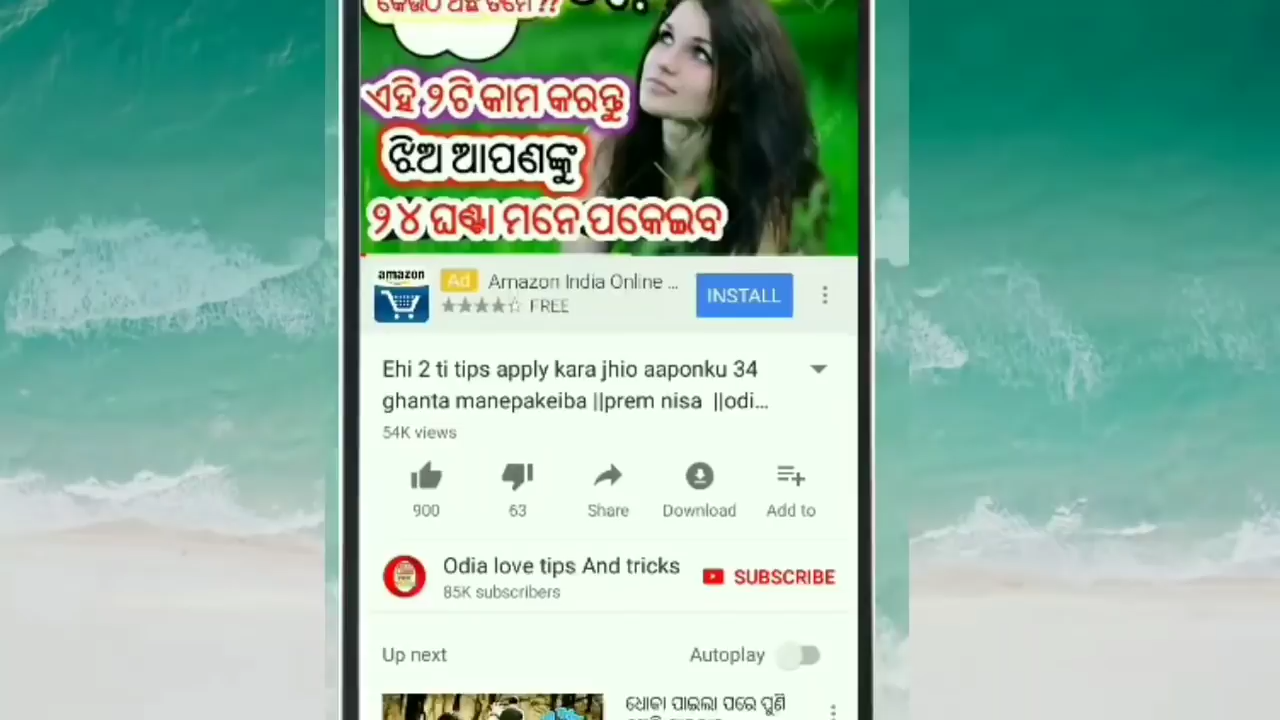 ଏହି ୨ଟି କାମ କରନ୍ତୁ
ଝିଅ ଆପଣଙ୍କୁ
୨୪ ଘଣ୍ଟା ମନେ ପକେଇବ
amazon
Ad Amazon India Online ...
FREE
INSTALL
Ehi 2 ti tips apply kara jhio aaponku 34
ghanta manepakeiba ||prem nisa ||odi...
54K views
900
63
Share
Download
Add to
Odia love tips And tricks
85K subscribers
SUBSCRIBE
Up next
Autoplay
ଧୋକା ପାଇଲା ପରେ ପୁଣି